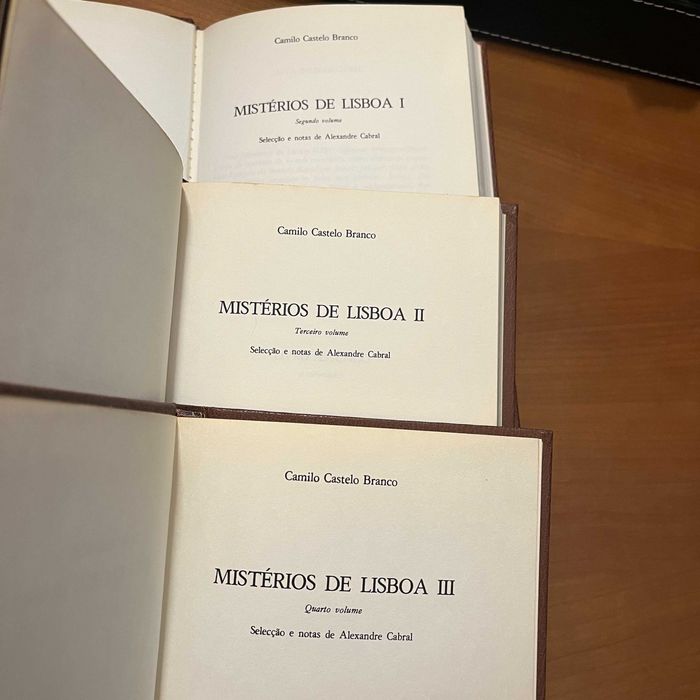 Camilo Castelo Branco
MISTÉRIOS DE LISBOA I
Segundo volume
Selecção e notas de Alexandre Cabral
Camilo Castelo Branco
MISTÉRIOS DE LISBOA II
Terceiro volume
Selecção e notas de Alexandre Cabral
Camilo Castelo Branco
MISTÉRIOS DE LISBOA III
Quarto volume
Selecção e notas de Alexandre Cabral